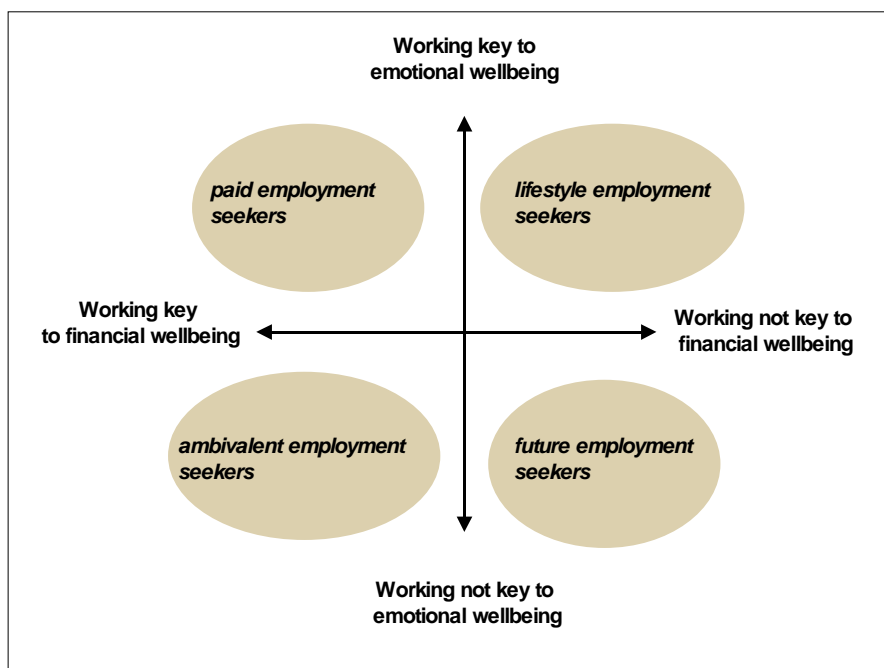 Working key to
emotional wellbeing
paid employment
seekers
lifestyle employment
seekers
Working key
to financial wellbeing
Working not key to
financial wellbeing
ambivalent employment
seekers
future employment
seekers
Working not key to
emotional wellbeing